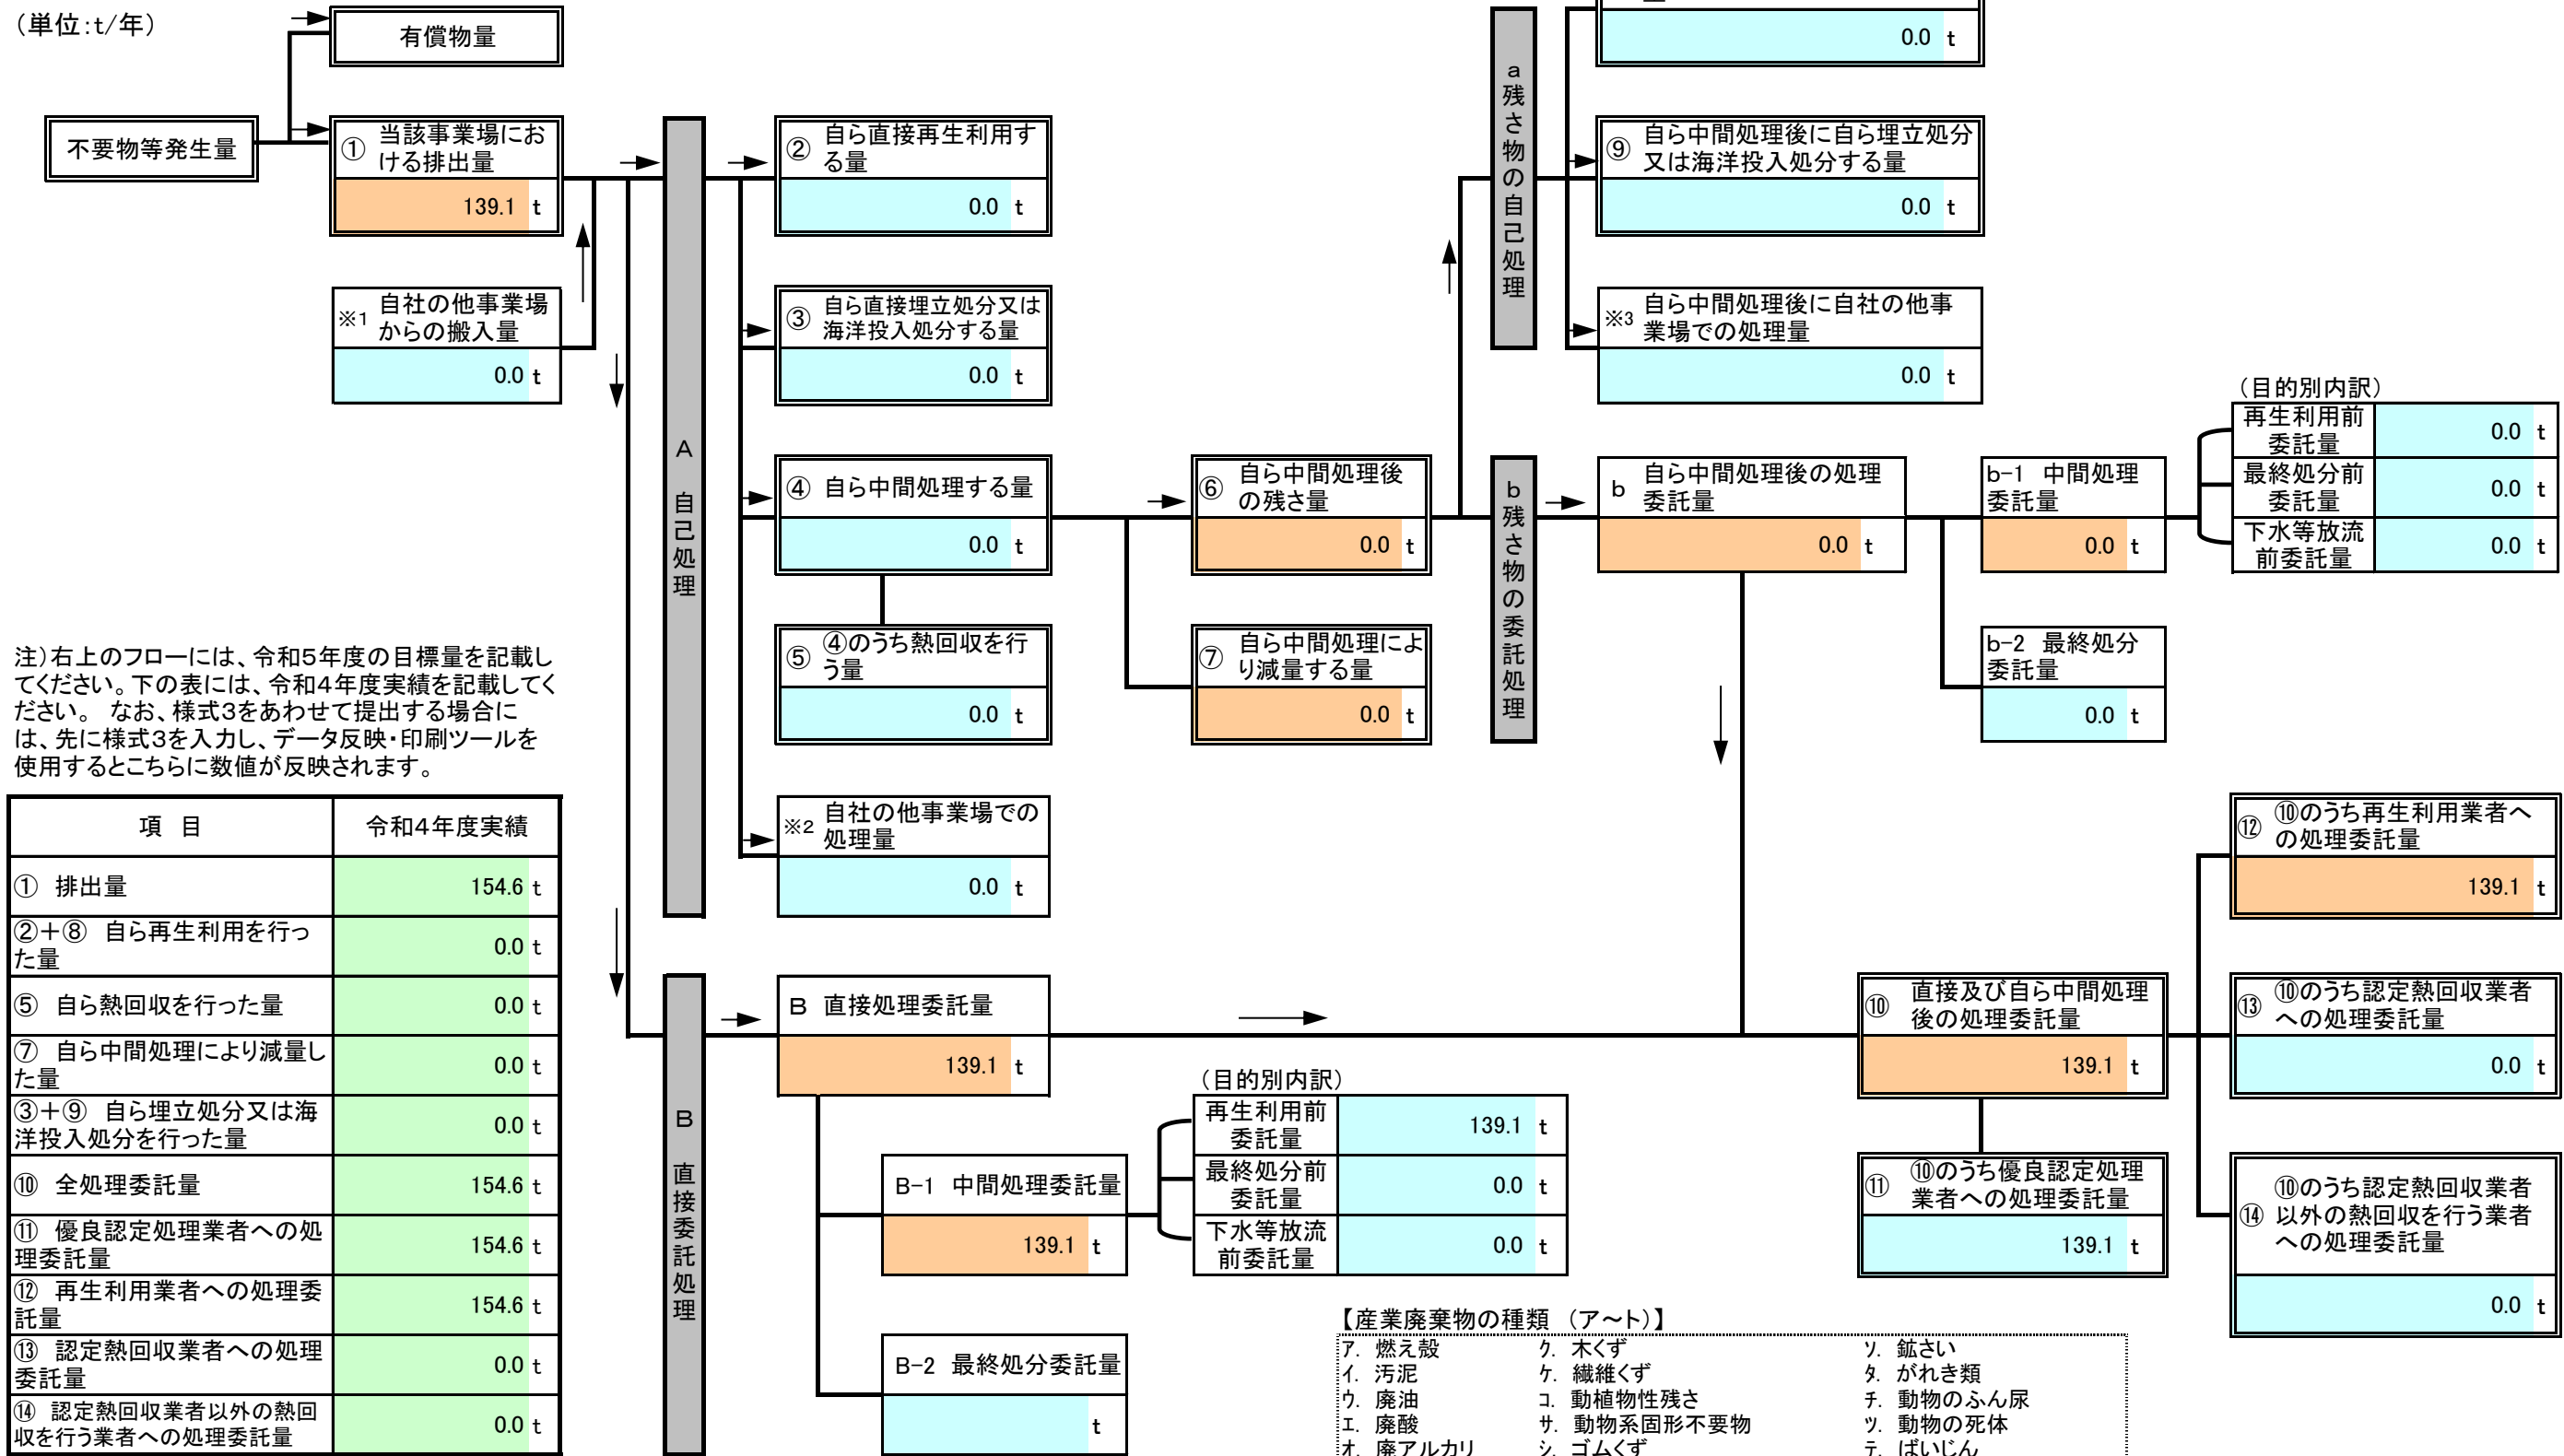 （単位：t/年）
有償物量
不要物等発生量
① 当該事業場にお
ける排出量
139.1 t
※1 自社の他事業場
からの搬入量
0.0 t
A 自己処理
② 自ら直接再生利用す
る量
0.0 t
③ 自ら直接埋立処分又は
海洋投入処分する量
0.0 t
④ 自ら中間処理する量
0.0 t
⑤ ④のうち熱回収を行
う量
0.0 t
※2 自社の他事業場での
処理量
0.0 t
⑥ 自ら中間処理後
の残さ量
0.0 t
⑦ 自ら中間処理によ
り減量する量
0.0 t
a 残さ物の自己処理
0.0 t
⑨ 自ら中間処理後に自ら埋立処分
又は海洋投入処分する量
0.0 t
※3 自ら中間処理後に自社の他事
業場での処理量
0.0 t
b 残さ物の委託処理
b 自ら中間処理後の処理
委託量
0.0 t
b-1 中間処理
委託量
0.0 t
b-2 最終処分
委託量
0.0 t
（目的別内訳）
再生利用前
委託量
0.0 t
最終処分前
委託量
0.0 t
下水等放流
前委託量
0.0 t
注）右上のフローには、令和5年度の目標量を記載し
てください。下の表には、令和4年度実績を記載してく
ださい。 なお、様式3をあわせて提出する場合に
は、先に様式3を入力し、データ反映・印刷ツールを
使用するとこちらに数値が反映されます。
項 目 令和4年度実績
① 排出量 154.6 t
②＋⑧ 自ら再生利用を行っ
た量 0.0 t
⑤ 自ら熱回収を行った量 0.0 t
⑦ 自ら中間処理により減量し
た量 0.0 t
③＋⑨ 自ら埋立処分又は海
洋投入処分を行った量 0.0 t
⑩ 全処理委託量 154.6 t
⑪ 優良認定処理業者への処
理委託量 154.6 t
⑫ 再生利用業者への処理委
託量 154.6 t
⑬ 認定熱回収業者への処理
委託量 0.0 t
⑭ 認定熱回収業者以外の熱回
収を行う業者への処理委託量 0.0 t
B 直接委託処理
B 直接処理委託量
139.1 t
B-1 中間処理委託量
139.1 t
B-2 最終処分委託量
t
（目的別内訳）
再生利用前
委託量
139.1 t
最終処分前
委託量
0.0 t
下水等放流
前委託量
0.0 t
⑩ 直接及び自ら中間処理
後の処理委託量
139.1 t
⑪ ⑩のうち優良認定処理
業者への処理委託量
139.1 t
⑫ ⑩のうち再生利用業者へ
の処理委託量
139.1 t
⑬ ⑩のうち認定熱回収業者
への処理委託量
0.0 t
⑭ ⑩のうち認定熱回収業者
以外の熱回収を行う業者
への処理委託量
0.0 t
【産業廃棄物の種類 （ア～ト）】
ア. 燃え殻 ク. 木くず ソ. 鉱さい
イ. 汚泥 ケ. 繊維くず タ. がれき類
ウ. 廃油 コ. 動植物性残さ チ. 動物のふん尿
エ. 廃酸 サ. 動物系固形不要物 ツ. 動物の死体
オ. 廃アルカリ シ. ゴムくず テ. ばいじん